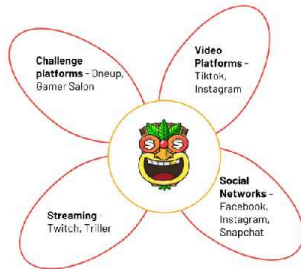 Challenge
platforms - Oneup,
Gamer Salon
Video
Platforms -
Tiktok,
Instagram
$ $
Streaming -
Twitch, Triller
Social
Networks -
Facebook,
Instagram,
Snapchat